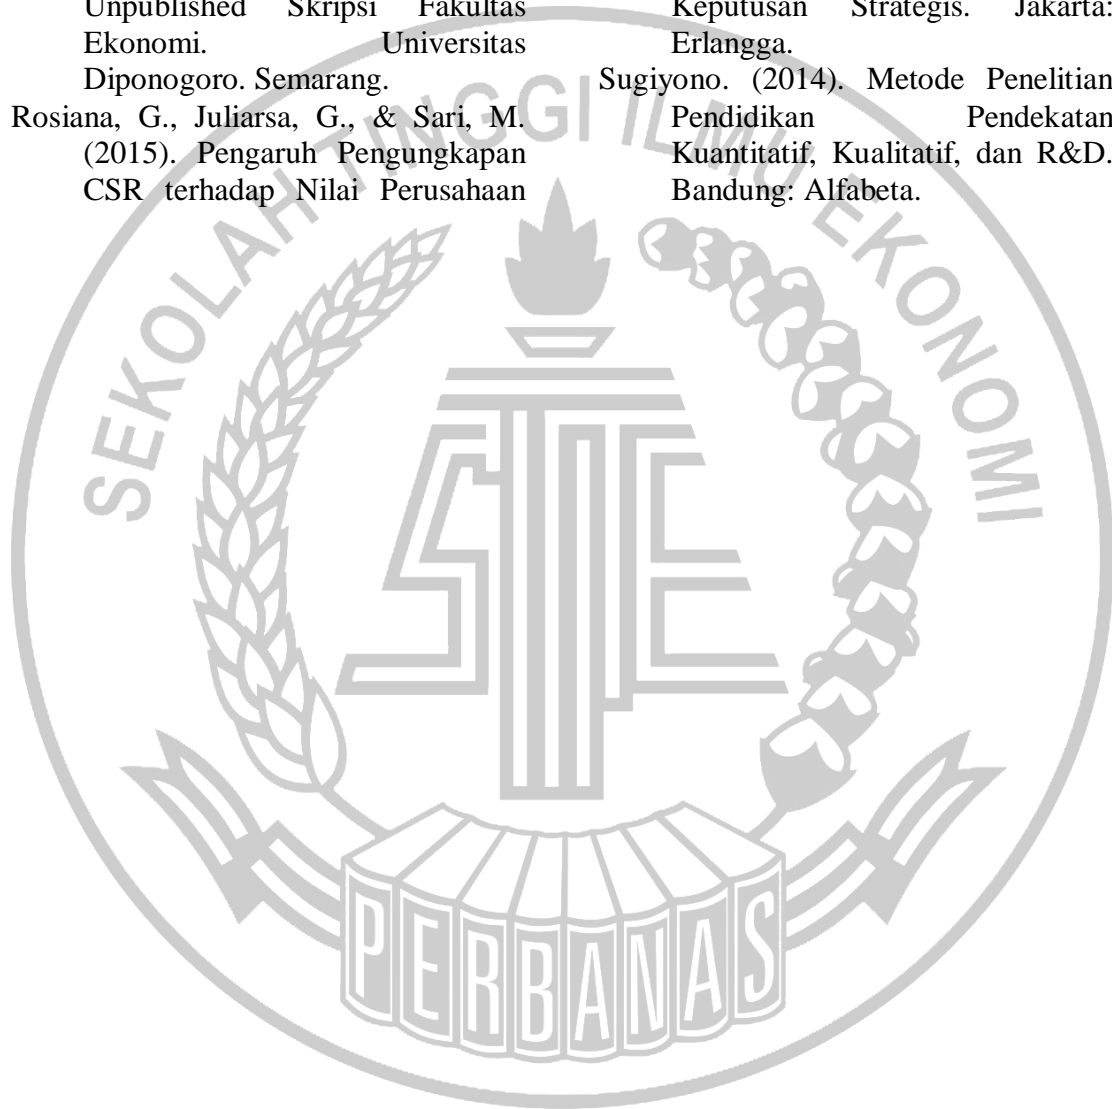 Unpublished Skripsi Fakultas
Ekonomi. Universitas
Diponogoro. Semarang.
Rosiana, G., Juliarsa, G., & Sari, M.
(2015). Pengaruh Pengungkapan
CSR terhadap Nilai Perusahaan
Keputusan Strategis. Jakarta:
Erlangga.
Sugiyono. (2014). Metode Penelitian
Pendidikan Pendekatan
Kuantitatif, Kualitatif, dan R&D.
Bandung: Alfabeta.
SEKOLAH TINGGI ILMU EKONOMI
STIE
PERBANAS